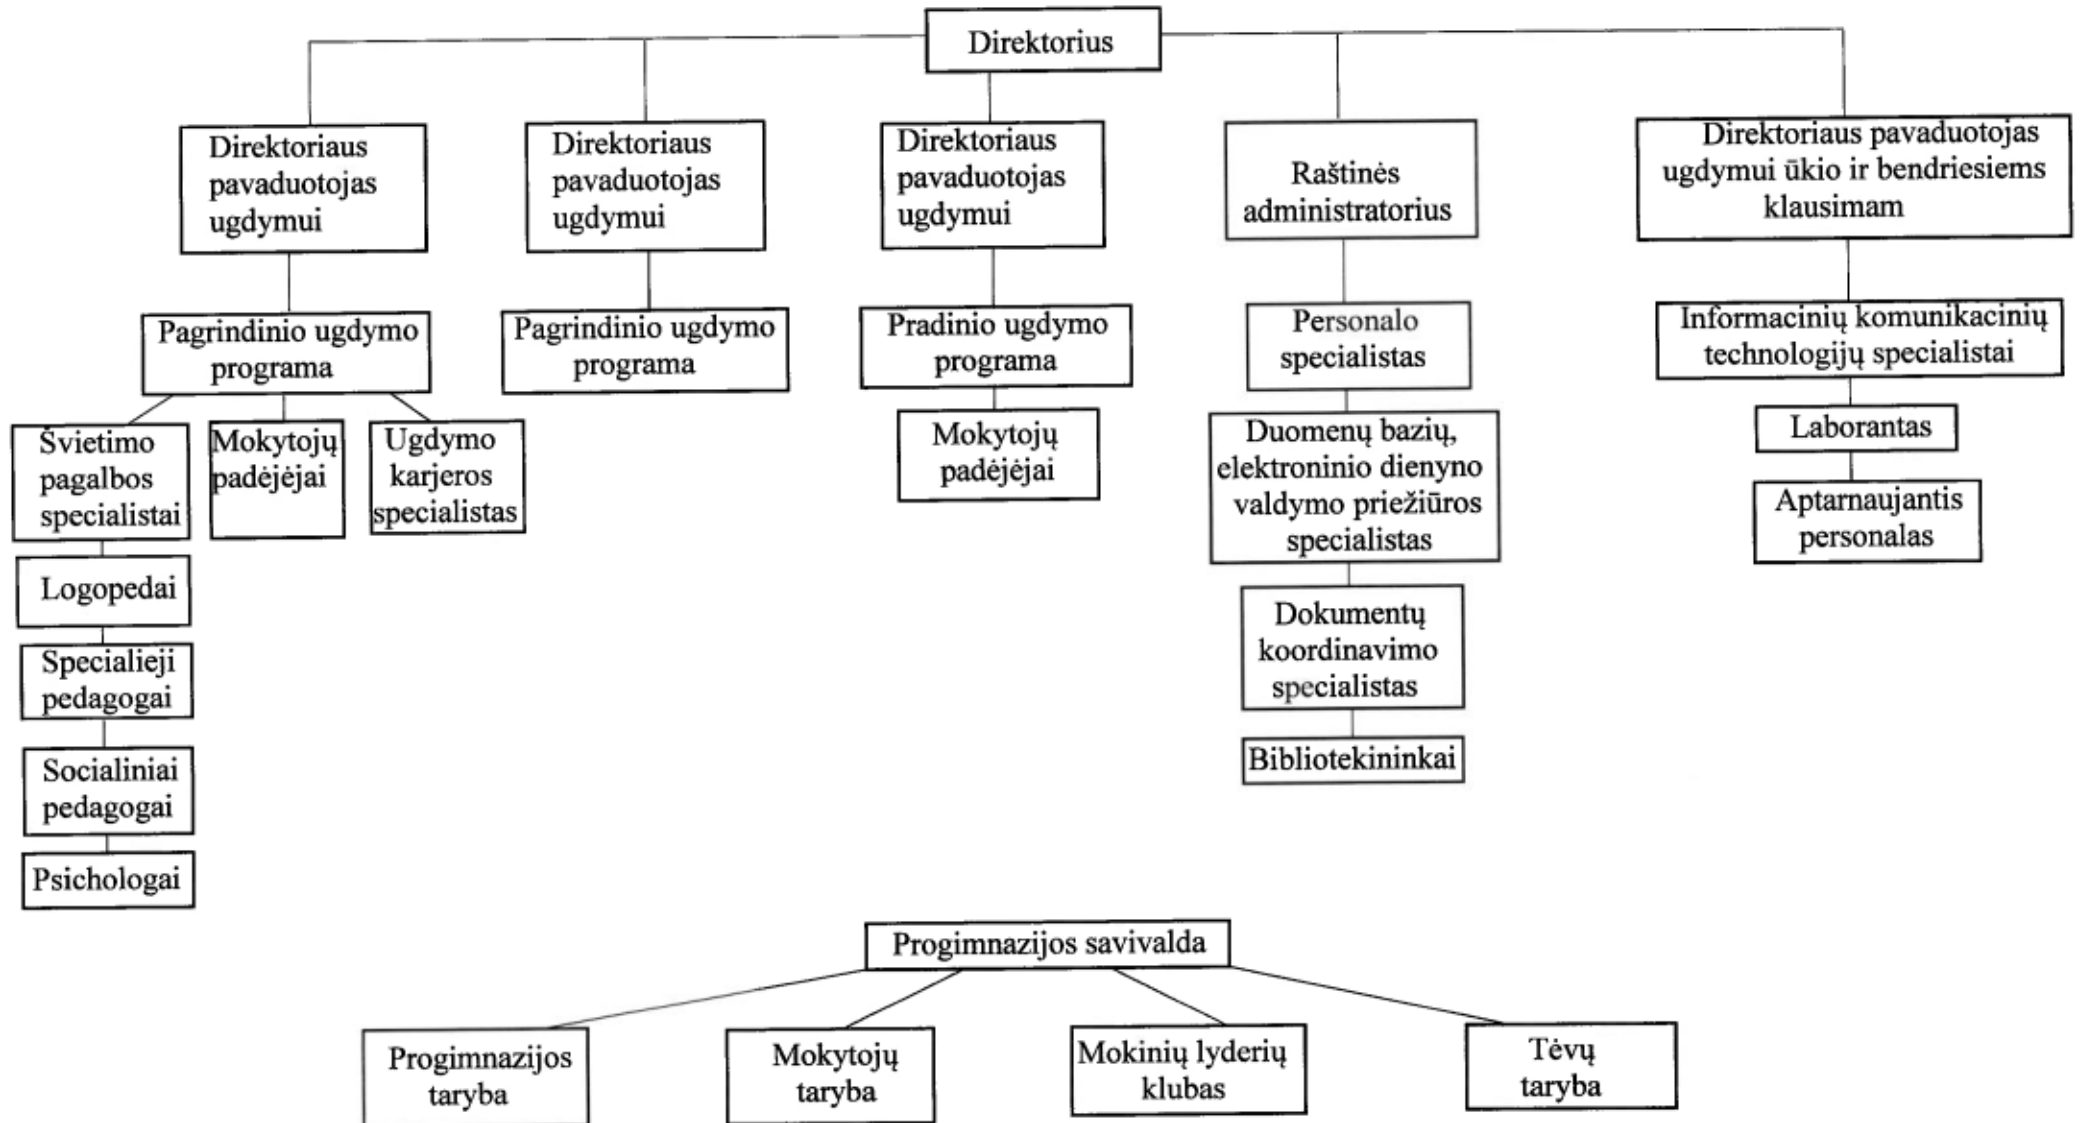 Direktorius
Direktoriaus
pavaduotojas
ugdymui
Direktoriaus
pavaduotojas
ugdymui
Direktoriaus
pavaduotojas
ugdymui
Raštinės
administratorius
Direktoriaus pavaduotojas
ugdymui ūkio ir bendriesiems
klausimam
Pagrindinio ugdymo
programa
Pagrindinio ugdymo
programa
Pradinio ugdymo
programa
Personalo
specialistas
Informacinių komunikacinių
technologijų specialistai
Švietimo
pagalbos
specialistai
Mokytojų
padėjėjai
Ugdymo
karjeros
specialistas
Mokytojų
padėjėjai
Duomenų bazių,
elektroninio dienyno
valdymo priežiūros
specialistas
Laborantas
Aptarnaujantis
personalas
Logopedai
Specialieji
pedagogai
Socialiniai
pedagogai
Psichologai
Dokumentų
koordinavimo
specialistas
Bibliotekininkai
Progimnazijos savivalda
Progimnazijos
taryba
Mokytojų
taryba
Mokinių lyderių
klubas
Tėvų
taryba